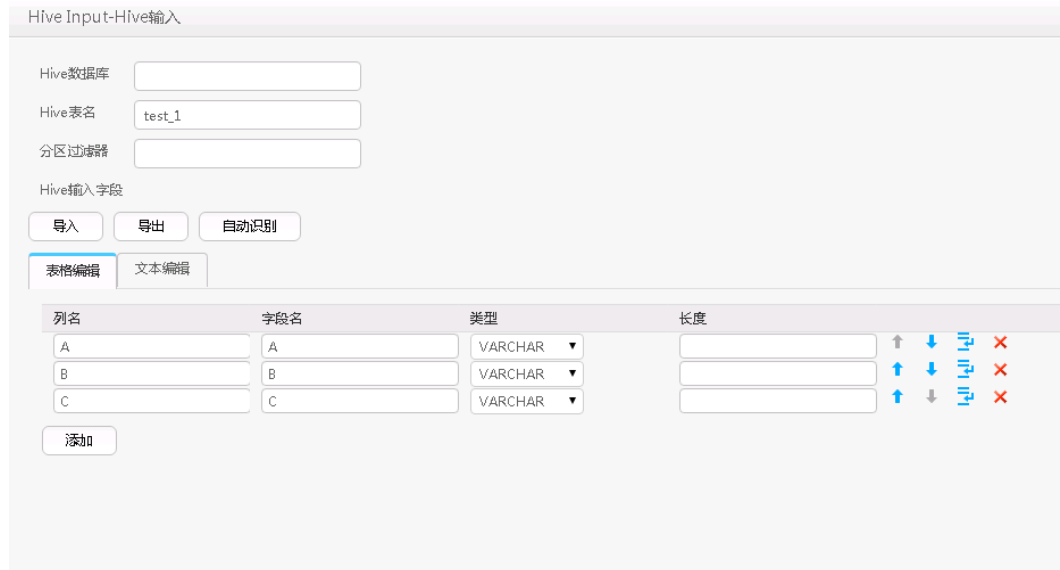 Hive Input-Hive输入
Hive数据库
Hive表名 test_1
分区过滤器
Hive输入字段
导入 导出 自动识别
表格编辑 文本编辑
列名 字段名 类型 长度
A A VARCHAR
B B VARCHAR
C C VARCHAR
添加